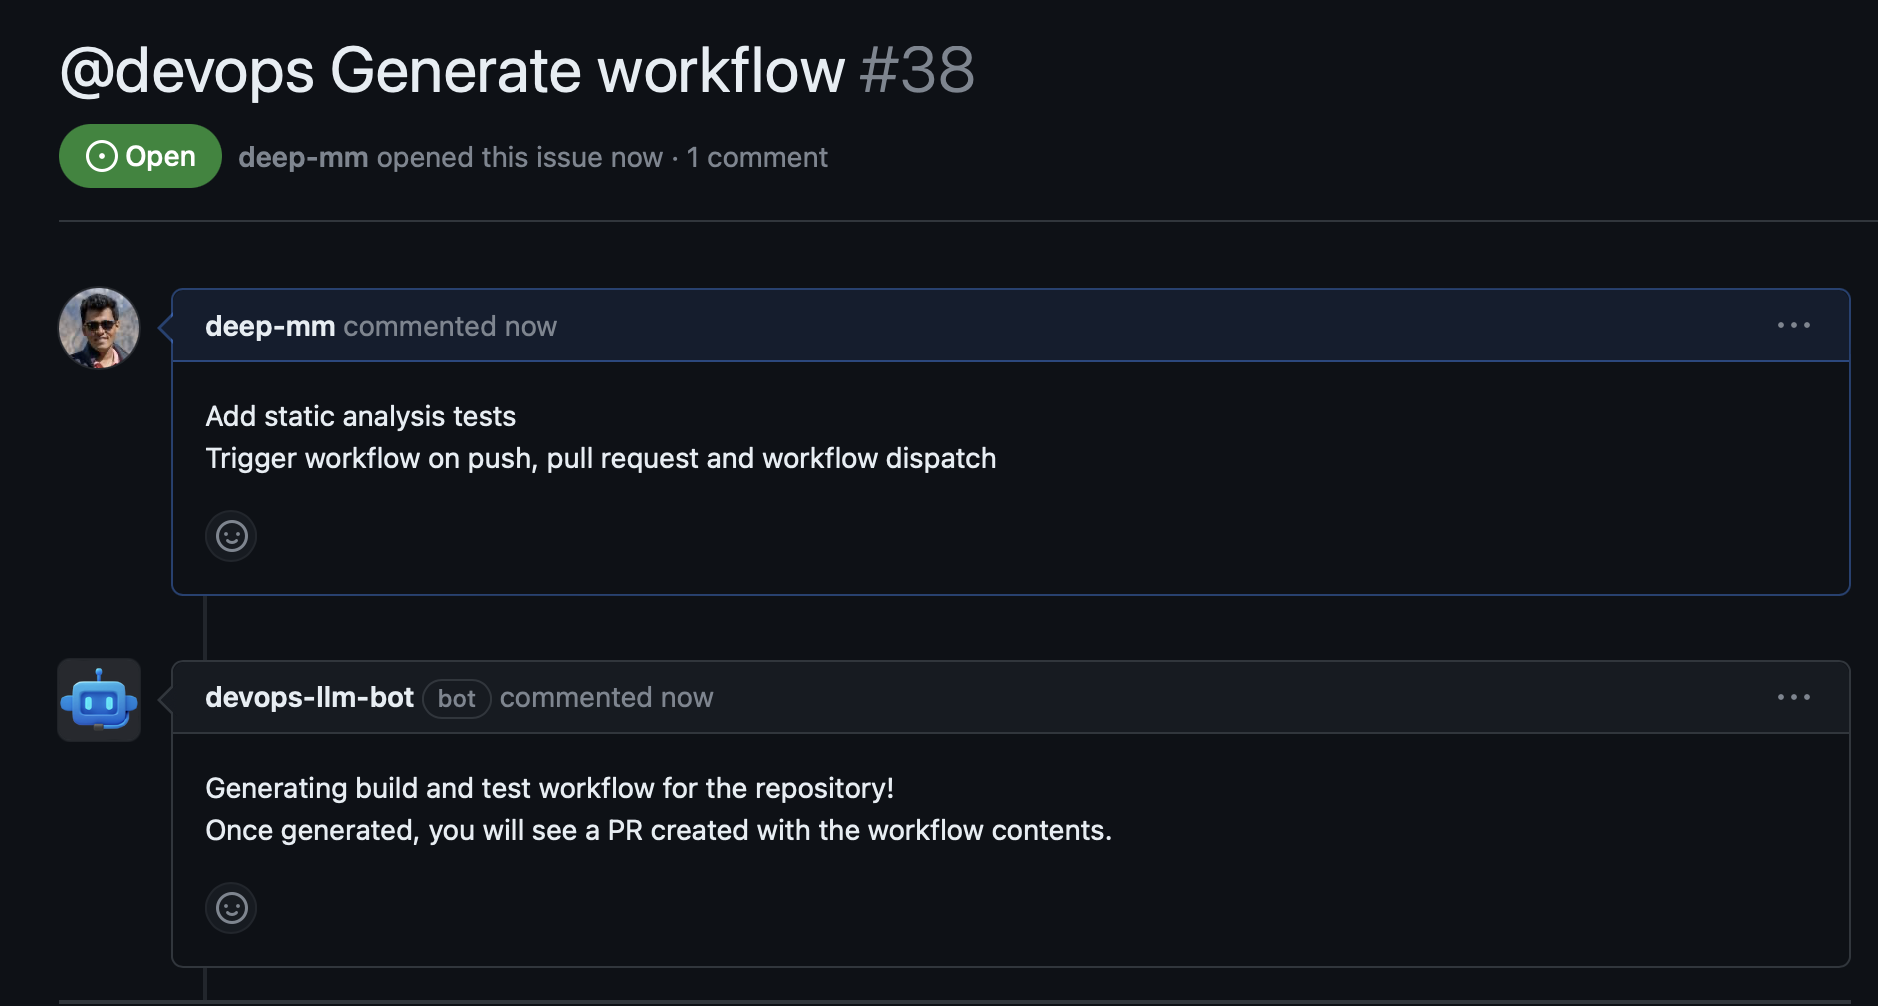 @devops Generate workflow #38
Open deep-mm opened this issue now · 1 comment
deep-mm commented now
Add static analysis tests
Trigger workflow on push, pull request and workflow dispatch
devops-llm-bot bot commented now
Generating build and test workflow for the repository!
Once generated, you will see a PR created with the workflow contents.